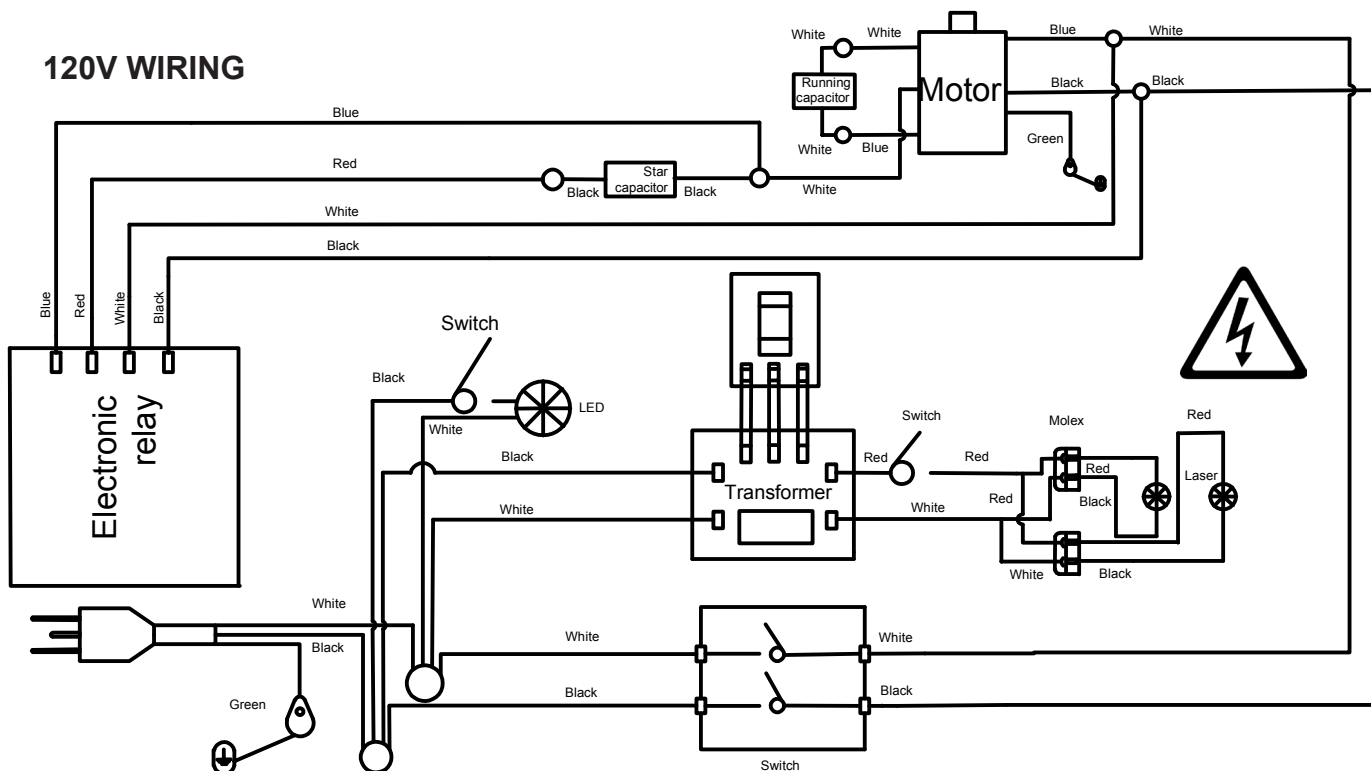 120V WIRING
White
White
Blue
White
Running
capacitor
Motor
Black
Black
Blue
White
Blue
Green
Red
Star
capacitor
Black
Black
White
White
Black
Blue
Red
White
Black
Switch
Electronic
relay
Black
LED
White
Switch
Molex
Red
Black
Red
Red
Red
Laser
Transformer
Red
Black
White
White
White
Black
White
Black
White
White
Green
Black
Black
Switch